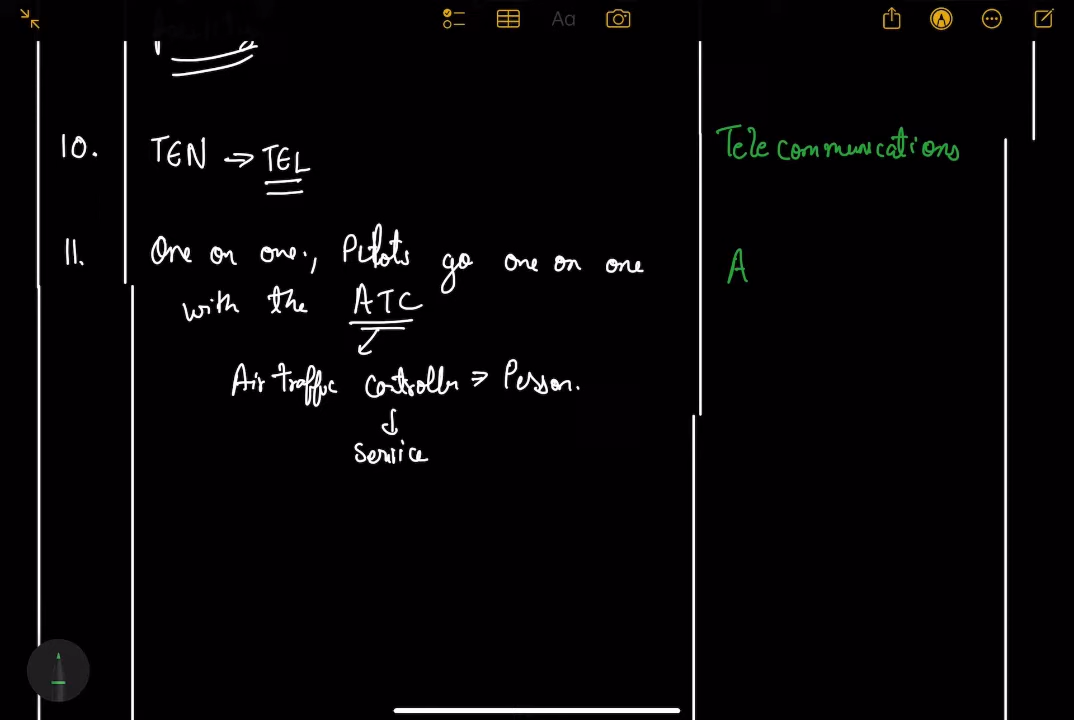 Aa
10. TEN → TEL Telecommunications
11. One on one., Pilots go one on one A
with the ATC
Air traffic controller ⇒ Person.
Service